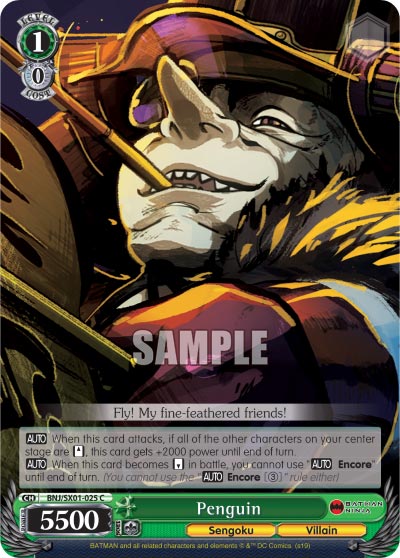 LEVEL
1
0
COST
SAMPLE
Fly! My fine-feathered friends!
AUTO When this card attacks, if all of the other characters on your center
stage are [ ], this card gets +2000 power until end of turn.
AUTO When this card becomes [ ] in battle, you cannot use "AUTO Encore"
until end of turn. (You cannot use the "AUTO Encore [③]" rule either)
CH BNJ/SX01-025 C
Penguin
BATMAN
NINJA
POWER
5500
Sengoku
Villain
BATMAN and all related characters and elements © &™ DC Comics. (s19)